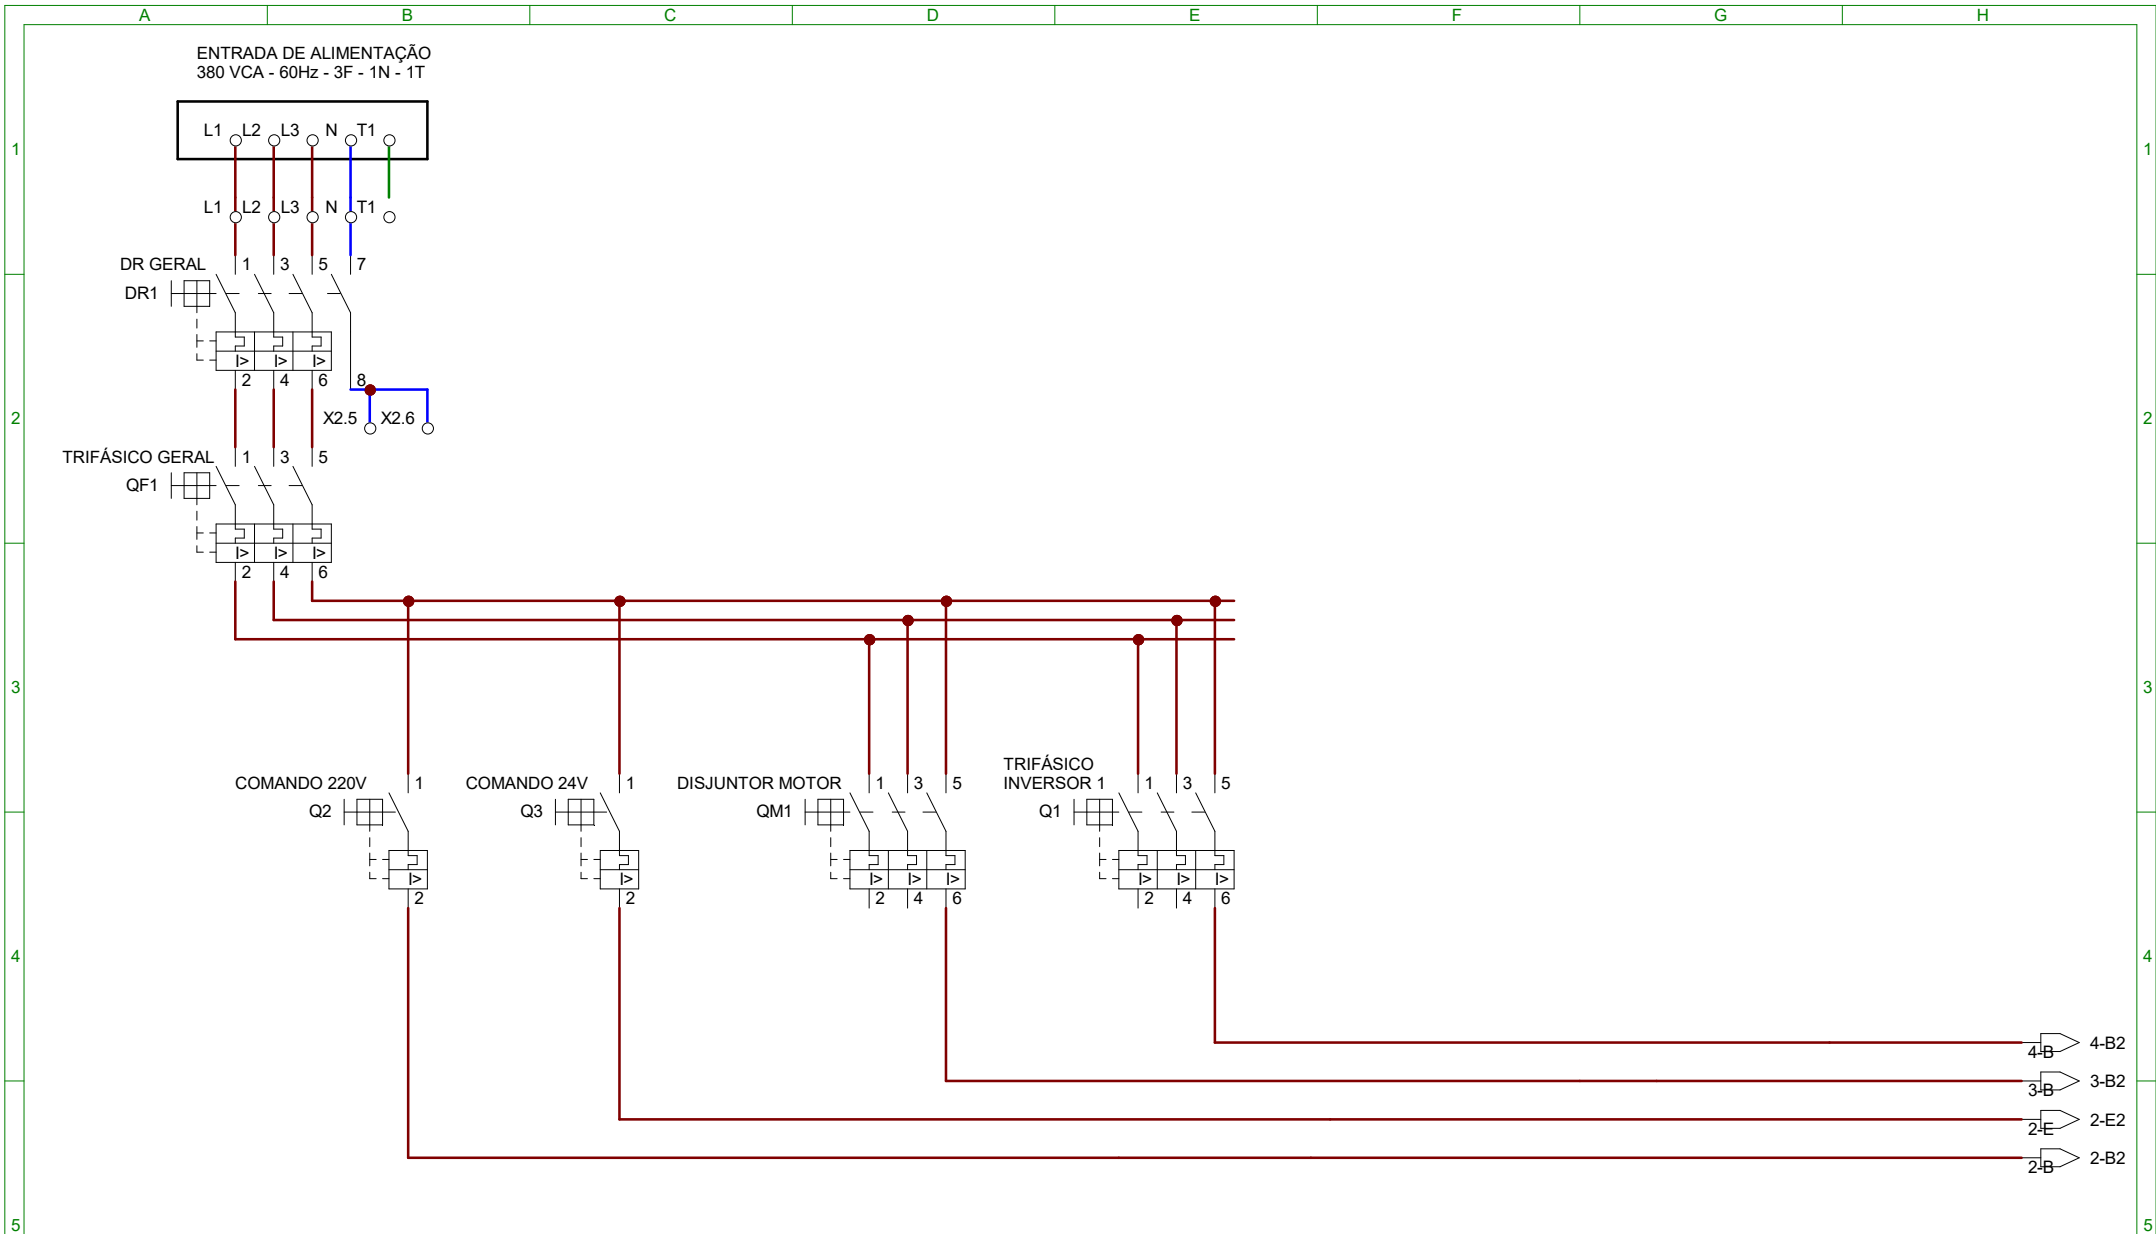 A B C D E F G H
ENTRADA DE ALIMENTAÇÃO
380 VCA - 60Hz - 3F - 1N - 1T
L1 L2 L3 N T1
1 1
L1 L2 L3 N T1
DR GERAL 1 3 5 7
DR1
I> I> I>
2 4 6 8
2 X2.5 X2.6 2
TRIFÁSICO GERAL 1 3 5
QF1
I> I> I>
2 4 6
3 3
TRIFÁSICO
COMANDO 220V 1 COMANDO 24V 1 DISJUNTOR MOTOR 1 3 5 INVERSOR 1 1 3 5
Q2 Q3 QM1 Q1
I> I> I> I> I> I> I> I>
2 2 2 4 6 2 4 6
4 4
4-B 4-B2
3-B 3-B2
2-E 2-E2
2-B 2-B2
5 5